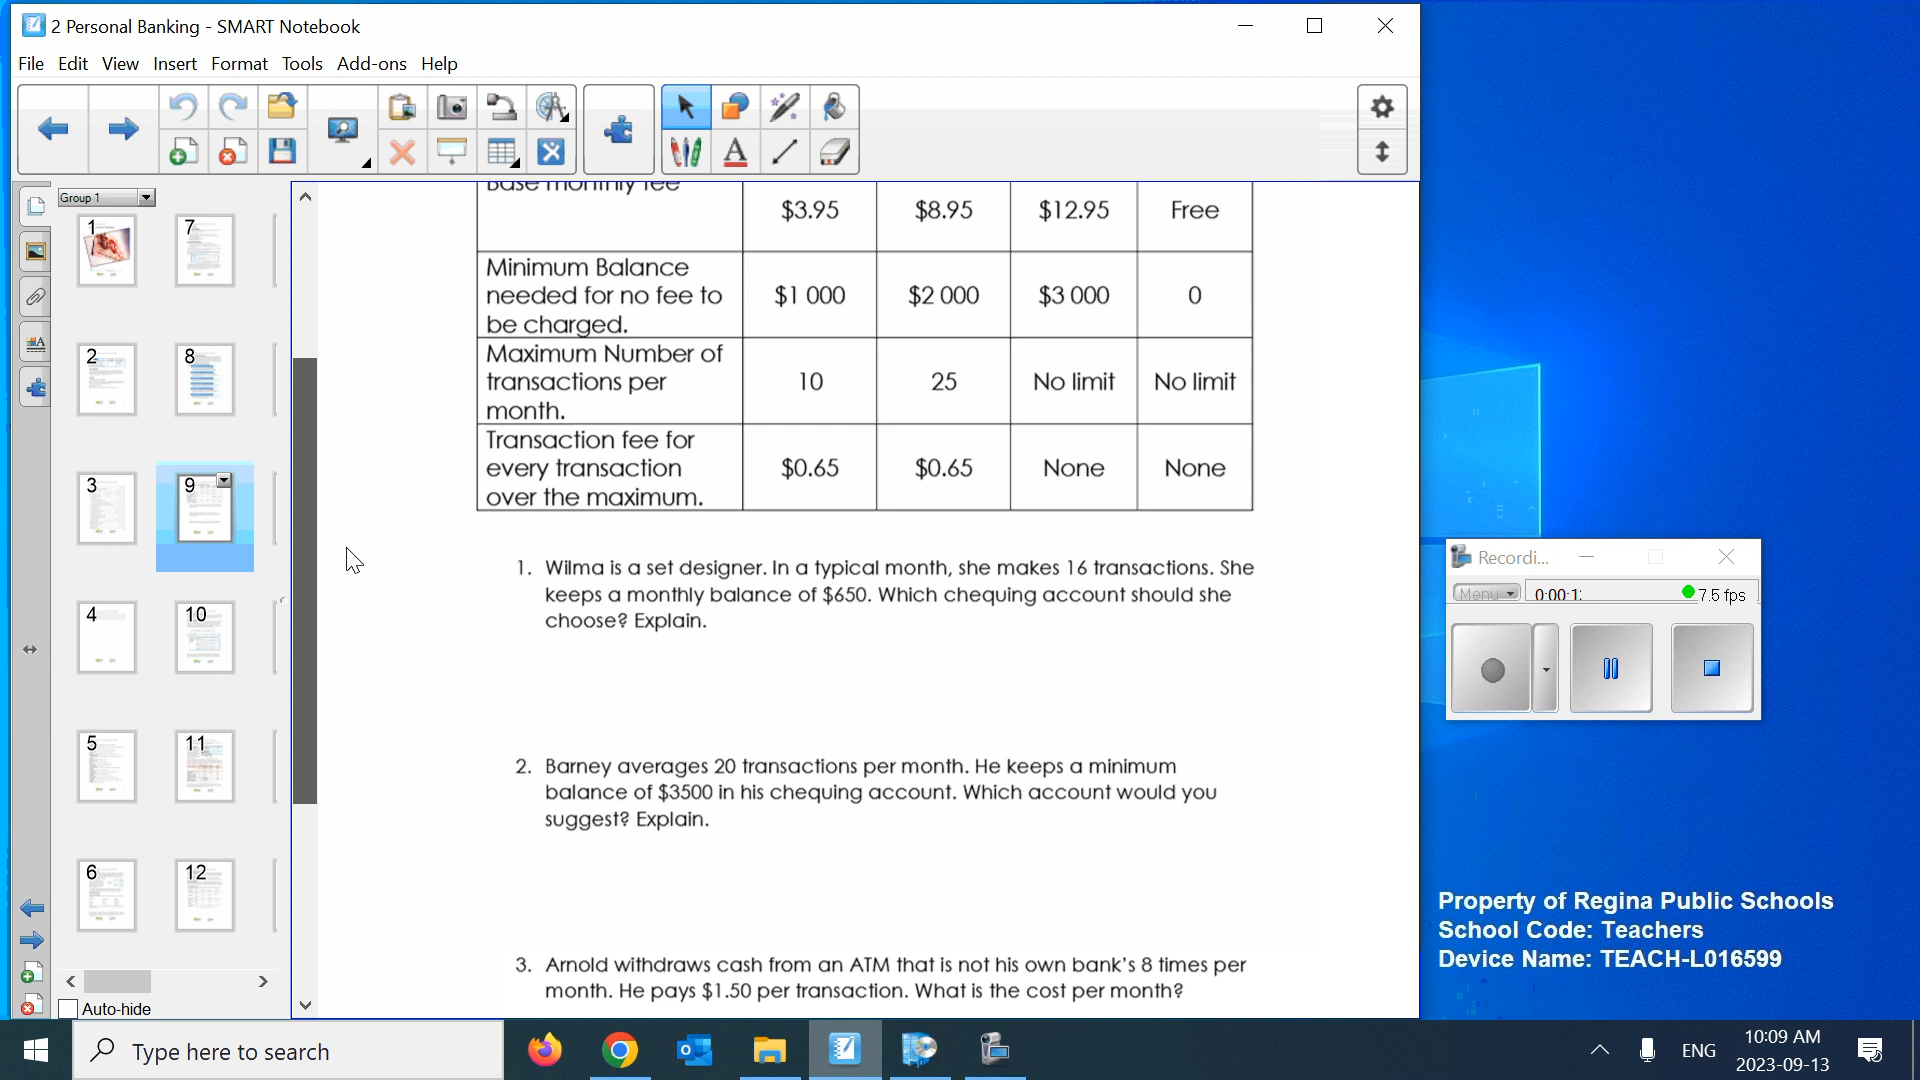 2 Personal Banking - SMART Notebook
File Edit View Insert Format Tools Add-ons Help
Group 1
1 7
2 8
3 9
4 10
5 11
6 12
Auto-hide
Base monthly fee $3.95 $8.95 $12.95 Free
Minimum Balance
needed for no fee to $1 000 $2 000 $3 000 0
be charged.
Maximum Number of
transactions per 10 25 No limit No limit
month.
Transaction fee for
every transaction $0.65 $0.65 None None
over the maximum.
1. Wilma is a set designer. In a typical month, she makes 16 transactions. She
keeps a monthly balance of $650. Which chequing account should she
choose? Explain.
2. Barney averages 20 transactions per month. He keeps a minimum
balance of $3500 in his chequing account. Which account would you
suggest? Explain.
3. Arnold withdraws cash from an ATM that is not his own bank's 8 times per
month. He pays $1.50 per transaction. What is the cost per month?
Recordi...
Menu 7.5 fps
Property of Regina Public Schools
School Code: Teachers
Device Name: TEACH-L016599
Type here to search
ENG
10:09 AM
2023-09-13